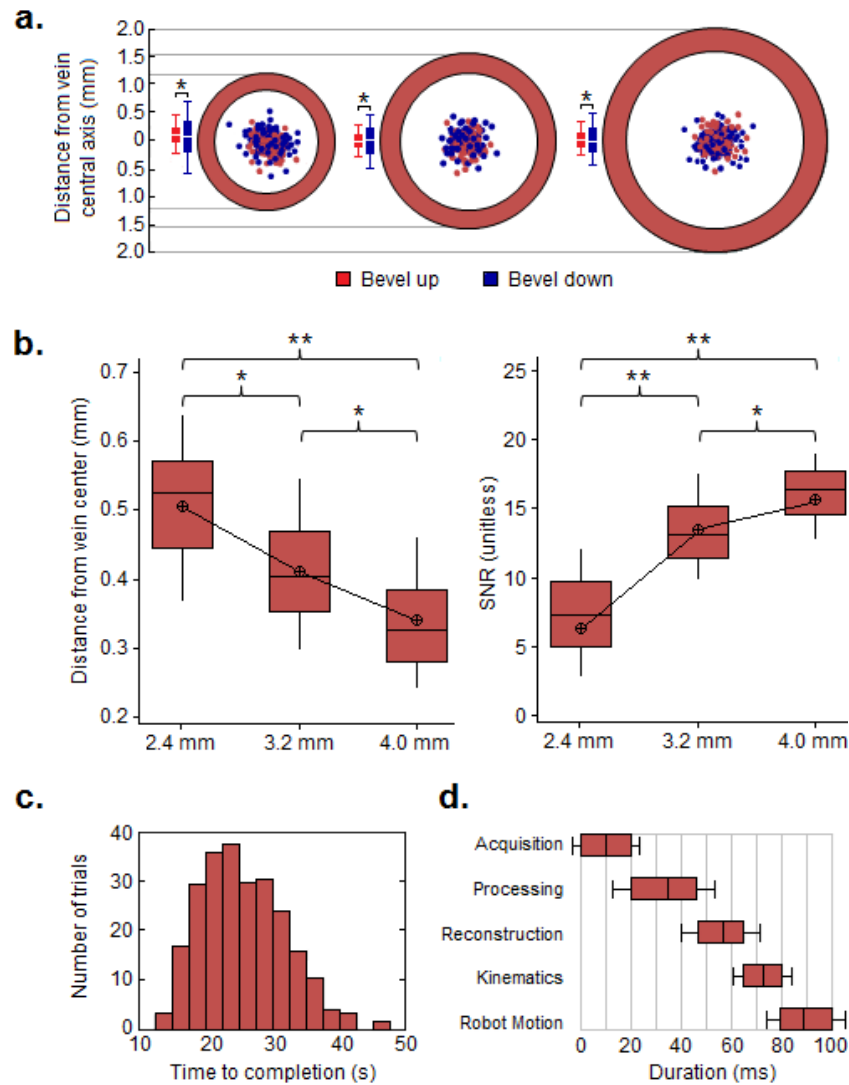 a.
Distance from vein
central axis (mm)
2.0
1.5
1.0
0.5
0
0.5
1.0
1.5
2.0
*
*
*
Bevel up
Bevel down
b.
Distance from vein center (mm)
0.7
0.6
0.5
0.4
0.3
0.2
**
*
*
2.4 mm
3.2 mm
4.0 mm
SNR (unitless)
25
20
15
10
5
0
**
**
*
2.4 mm
3.2 mm
4.0 mm
c.
Number of trials
40
30
20
10
0
10
20
30
40
50
Time to completion (s)
d.
Acquisition
Processing
Reconstruction
Kinematics
Robot Motion
0
20
40
60
80
100
Duration (ms)